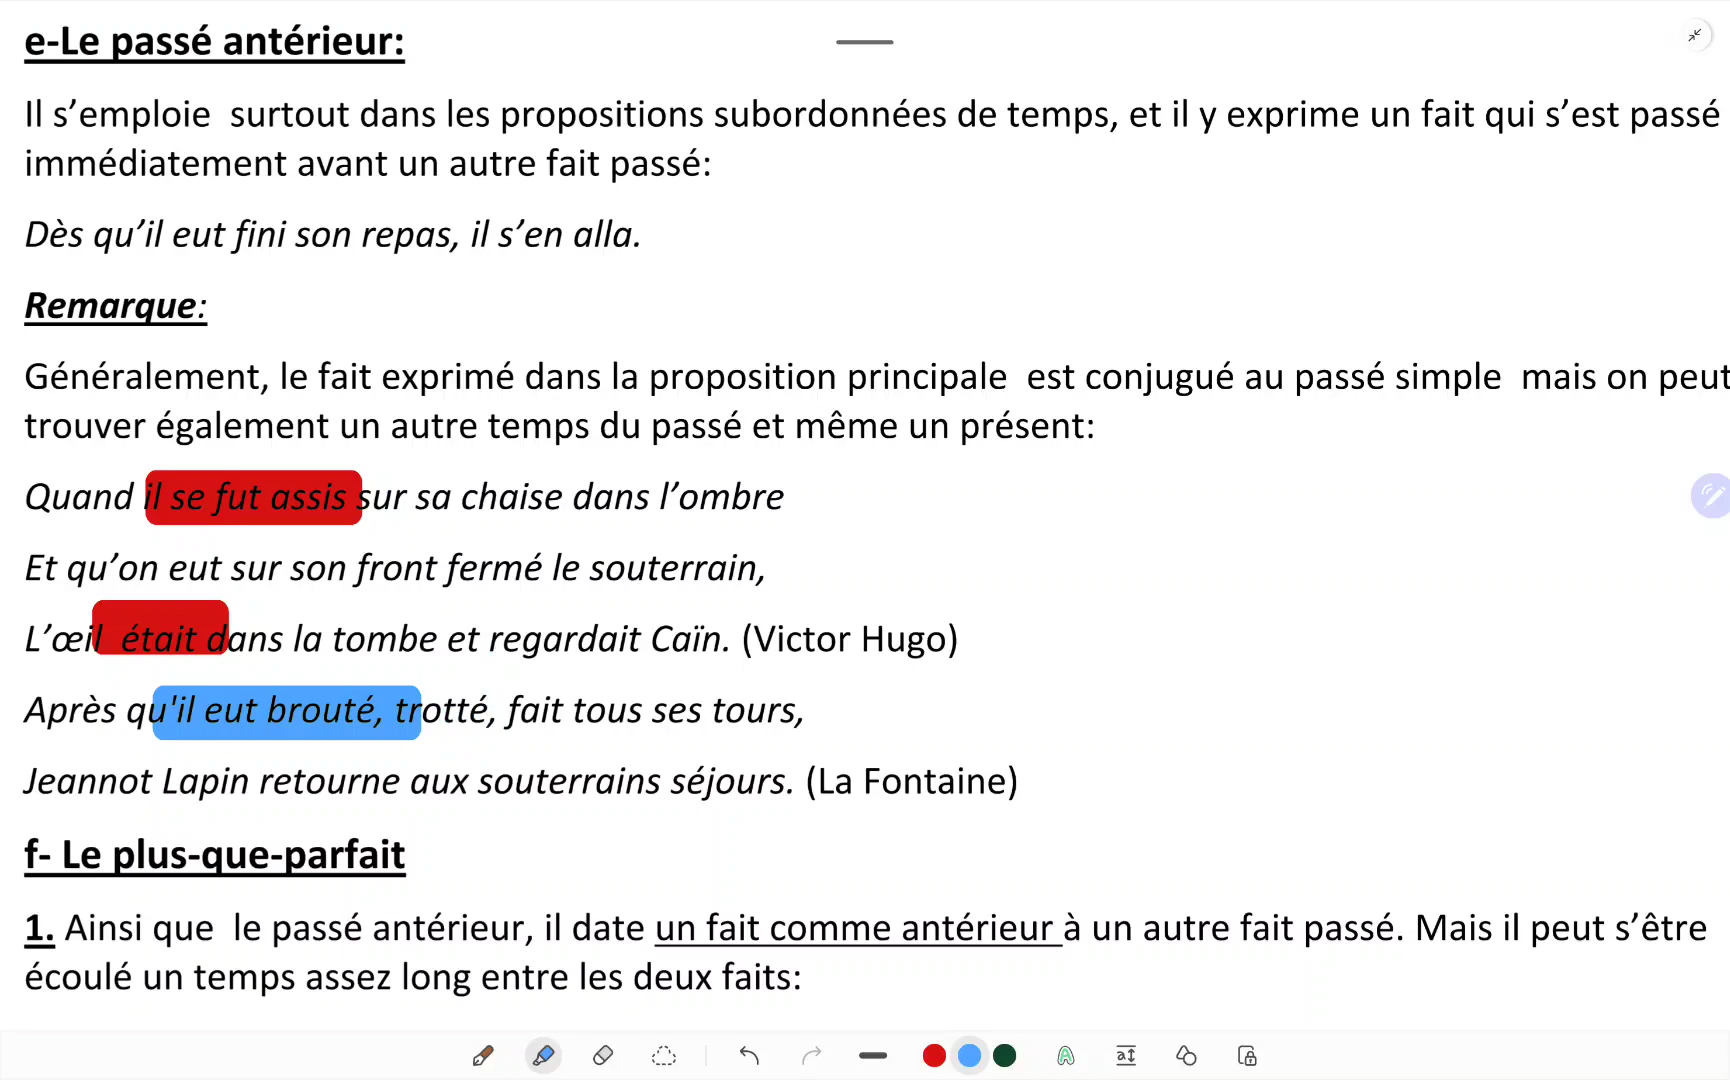 e-Le passé antérieur:
Il s’emploie  surtout dans les propositions subordonnées de temps, et il y exprime un fait qui s’est passé
immédiatement avant un autre fait passé:
Dès qu’il eut fini son repas, il s’en alla.
Remarque:
Généralement, le fait exprimé dans la proposition principale  est conjugué au passé simple  mais on peut
trouver également un autre temps du passé et même un présent:
Quand il se fut assis sur sa chaise dans l’ombre
Et qu’on eut sur son front fermé le souterrain,
L’œil  était dans la tombe et regardait Caïn. (Victor Hugo)
Après qu'il eut brouté, trotté, fait tous ses tours,
Jeannot Lapin retourne aux souterrains séjours. (La Fontaine)
f- Le plus-que-parfait
1. Ainsi que  le passé antérieur, il date un fait comme antérieur à un autre fait passé. Mais il peut s’être
écoulé un temps assez long entre les deux faits: